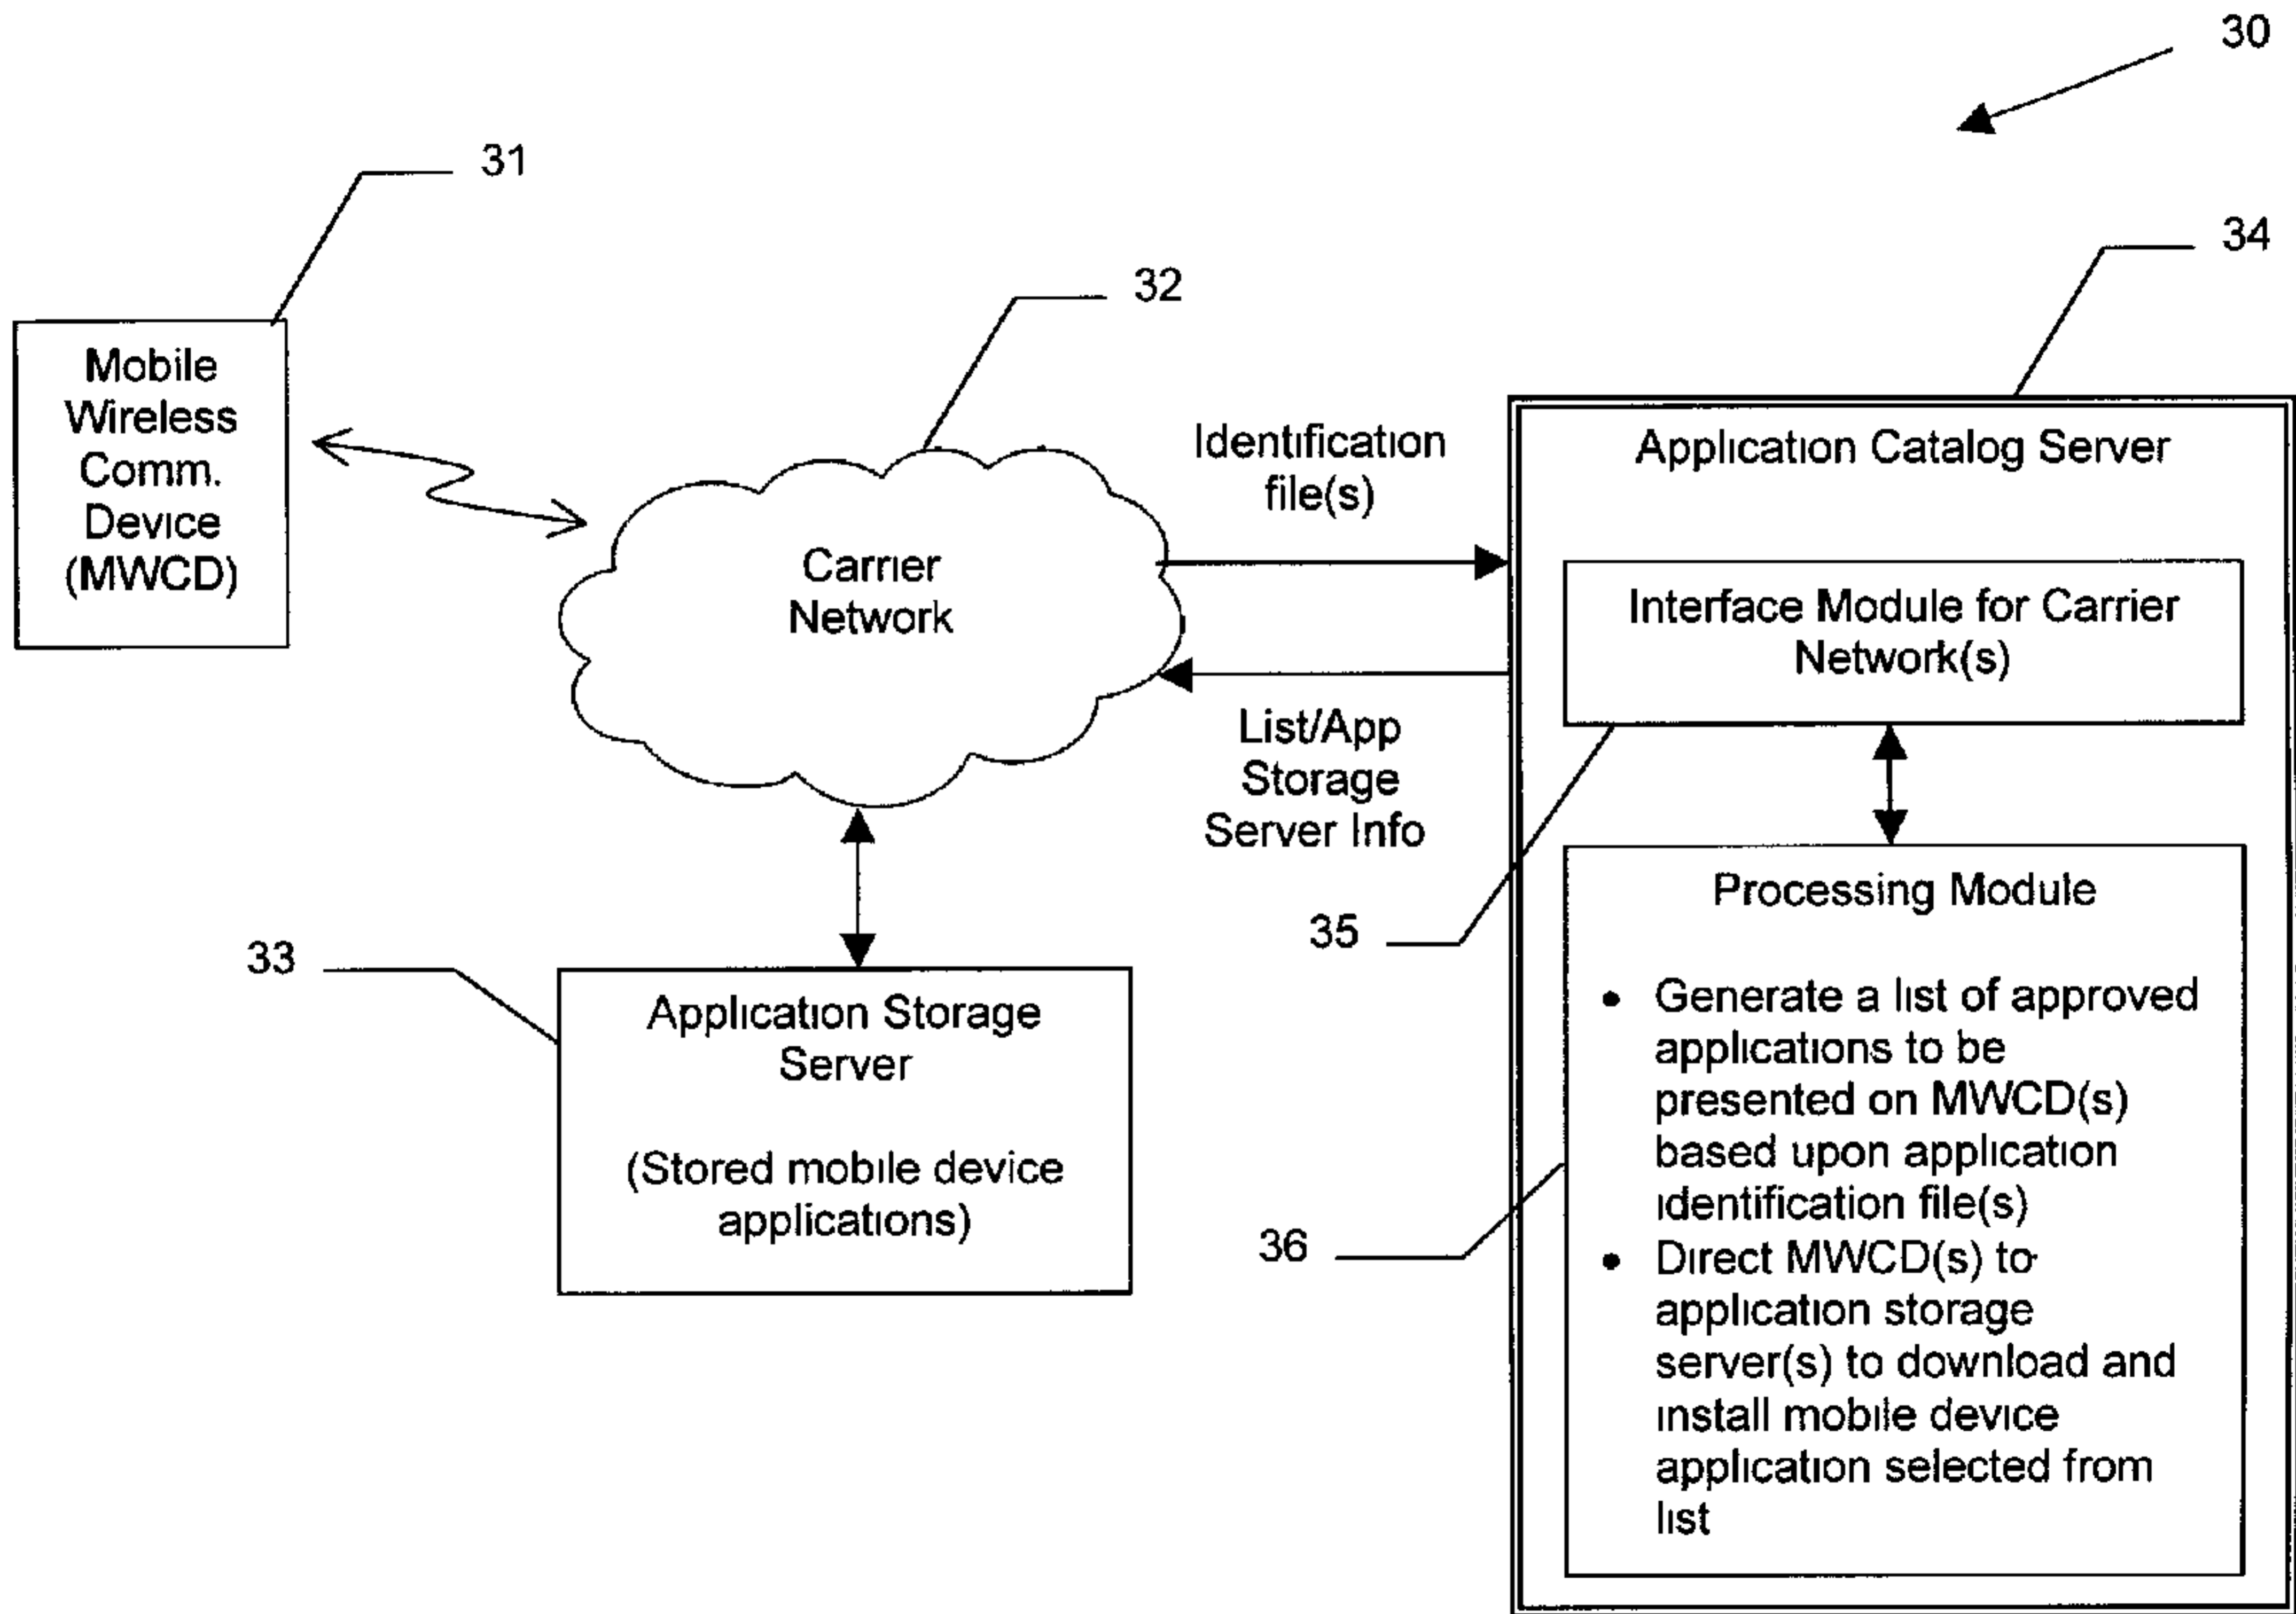 30
31
34
32
Mobile
Wireless
Comm.
Device
(MWCD)
Identification
file(s)
Carrier
Network
List/App
Storage
Server Info
Application Catalog Server
Interface Module for Carrier
Network(s)
35
33
Application Storage
Server
(Stored mobile device
applications)
36
Processing Module
• Generate a list of approved
applications to be
presented on MWCD(s)
based upon application
identification file(s)
• Direct MWCD(s) to
application storage
server(s) to download and
install mobile device
application selected from
list